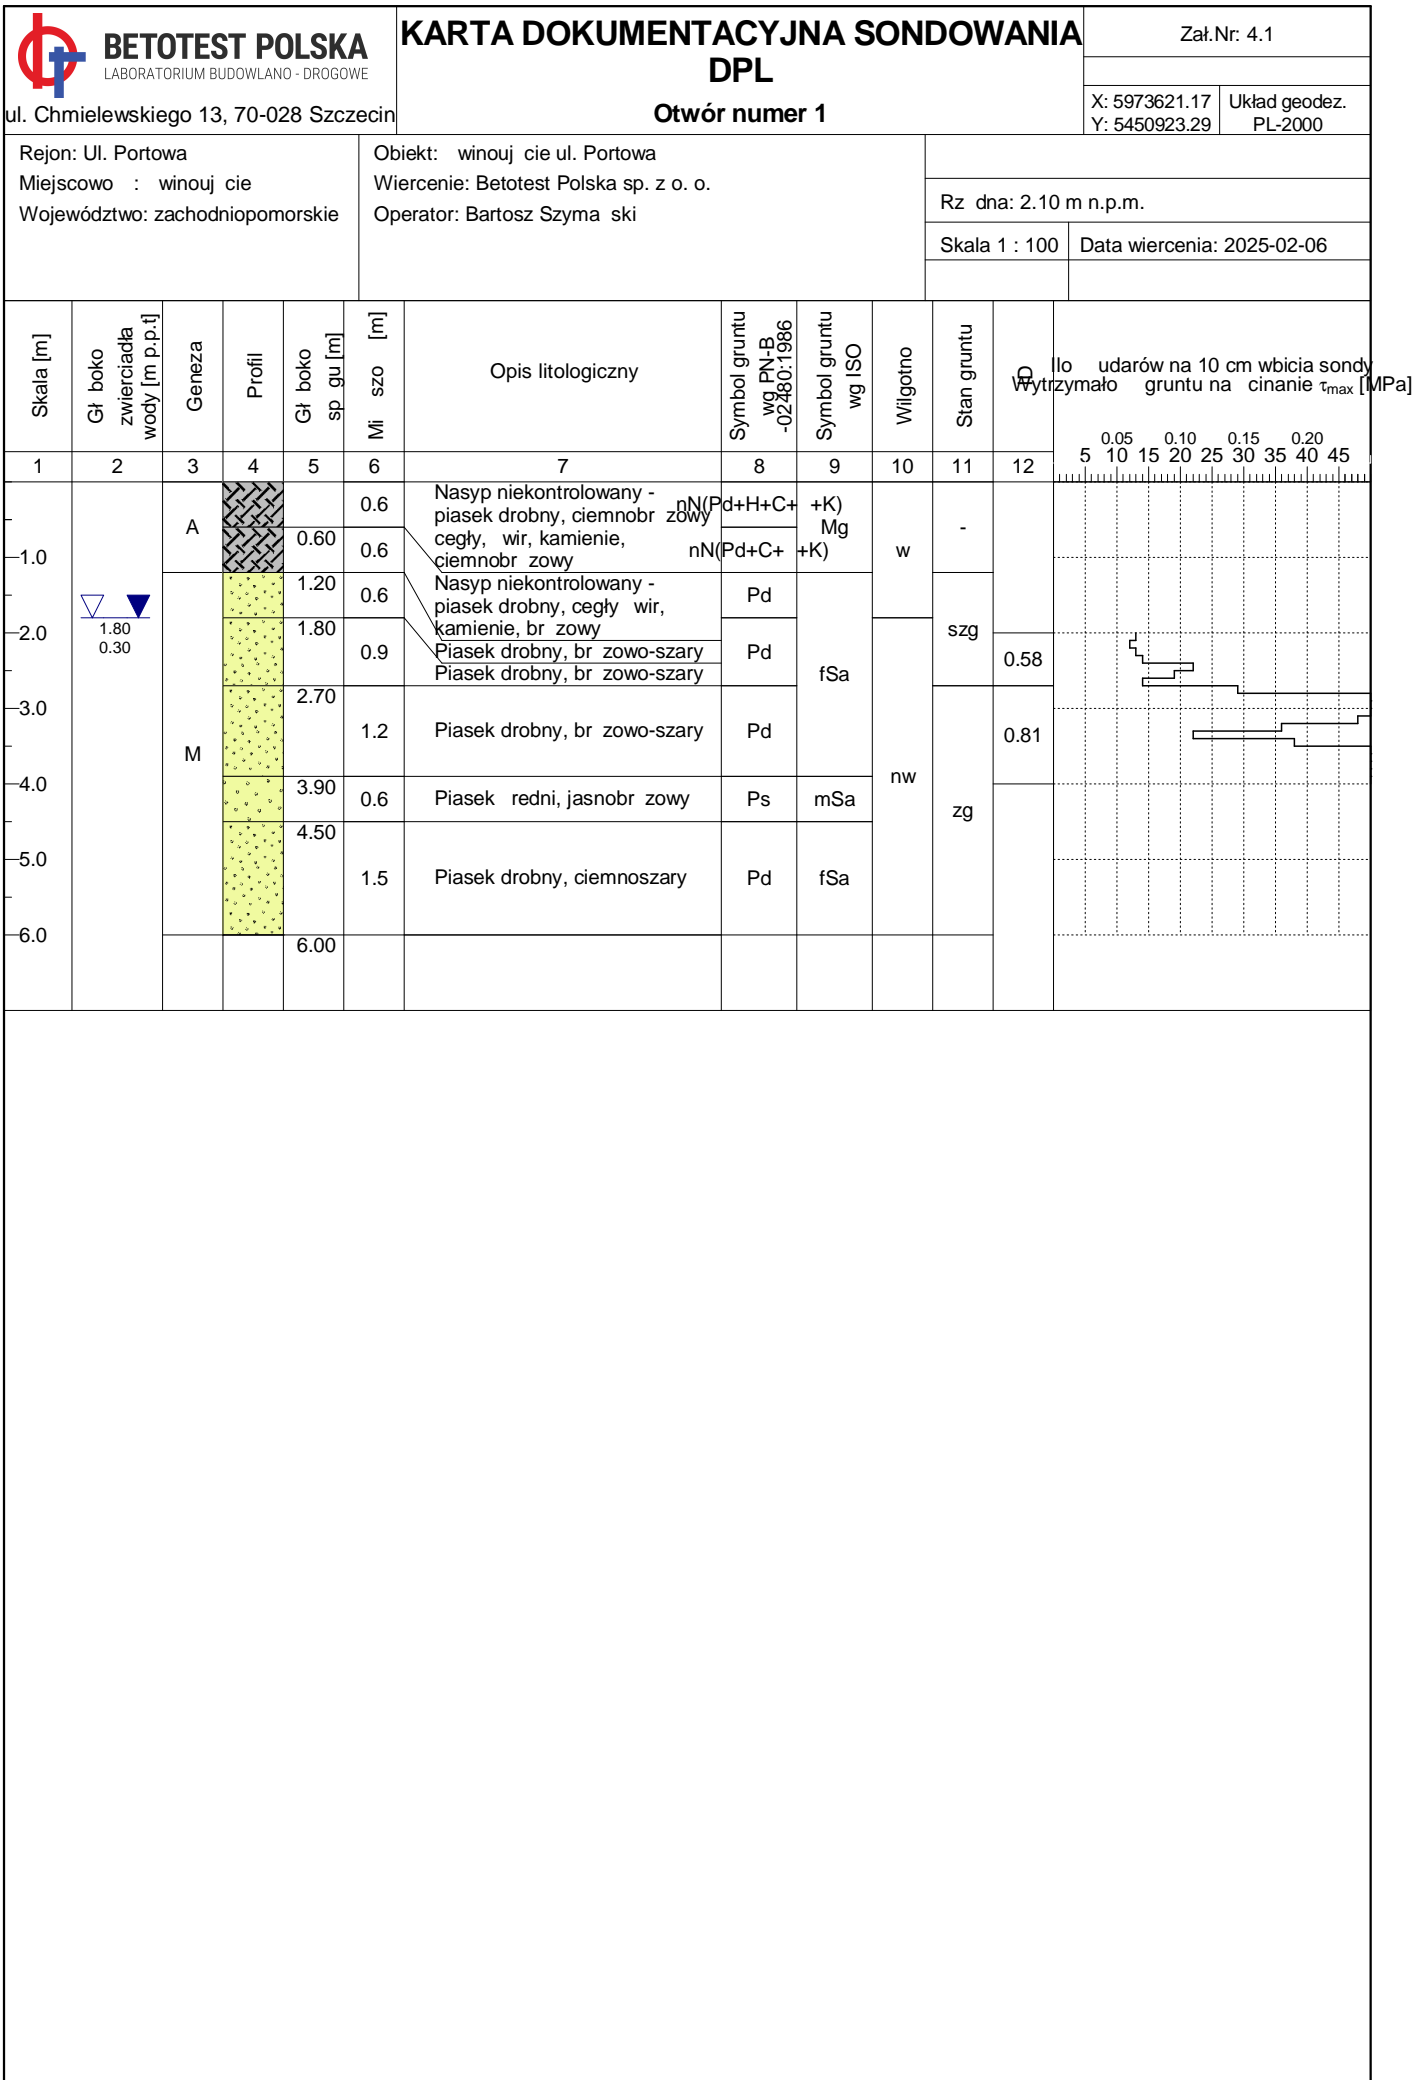 BETOTEST POLSKA
LABORATORIUM BUDOWLANO - DROGOWE
ul. Chmielewskiego 13, 70-028 Szczecin
KARTA DOKUMENTACYJNA SONDOWANIA
DPL
Otwór numer 1
Zał.Nr: 4.1
X: 5973621.17
Y: 5450923.29
Układ geodez.
PL-2000
Rejon: Ul. Portowa
Miejscowo : winouj cie
Województwo: zachodniopomorskie
Obiekt: winouj cie ul. Portowa
Wiercenie: Betotest Polska sp. z o. o.
Operator: Bartosz Szyma ski
Rz dna: 2.10 m n.p.m.
Skala 1 : 100
Data wiercenia: 2025-02-06
Skala [m]
Gł boko
zwierciadła
wody [m p.p.t]
Geneza
Profil
Gł boko
sp gu [m]
Mi szo [m]
Opis litologiczny
Symbol gruntu
wg PN-B
-02480:1986
Symbol gruntu
wg ISO
Wilgotno
Stan gruntu
ID
Ilo udarów na 10 cm wbicia sondy
Wytrzymało gruntu na cinanie τmax [MPa]
0.05 0.10 0.15 0.20
5 10 15 20 25 30 35 40 45
1 2 3 4 5 6 7 8 9 10 11 12
1.0
2.0
3.0
4.0
5.0
6.0
1.80
0.30
A
M
0.60
1.20
1.80
2.70
3.90
4.50
6.00
0.6
0.6
0.6
0.9
1.2
0.6
1.5
Nasyp niekontrolowany -
piasek drobny, ciemnobr zowy
cegły, wir, kamienie,
ciemnobr zowy
Nasyp niekontrolowany -
piasek drobny, cegły wir,
kamienie, br zowy
Piasek drobny, br zowo-szary
Piasek drobny, br zowo-szary
Piasek drobny, br zowo-szary
Piasek redni, jasnobr zowy
Piasek drobny, ciemnoszary
nN(Pd+H+C+ +K)
nN(Pd+C+ +K)
Pd
Pd
Pd
Ps
Pd
Mg
fSa
mSa
fSa
w
nw
-
szg
zg
0.58
0.81